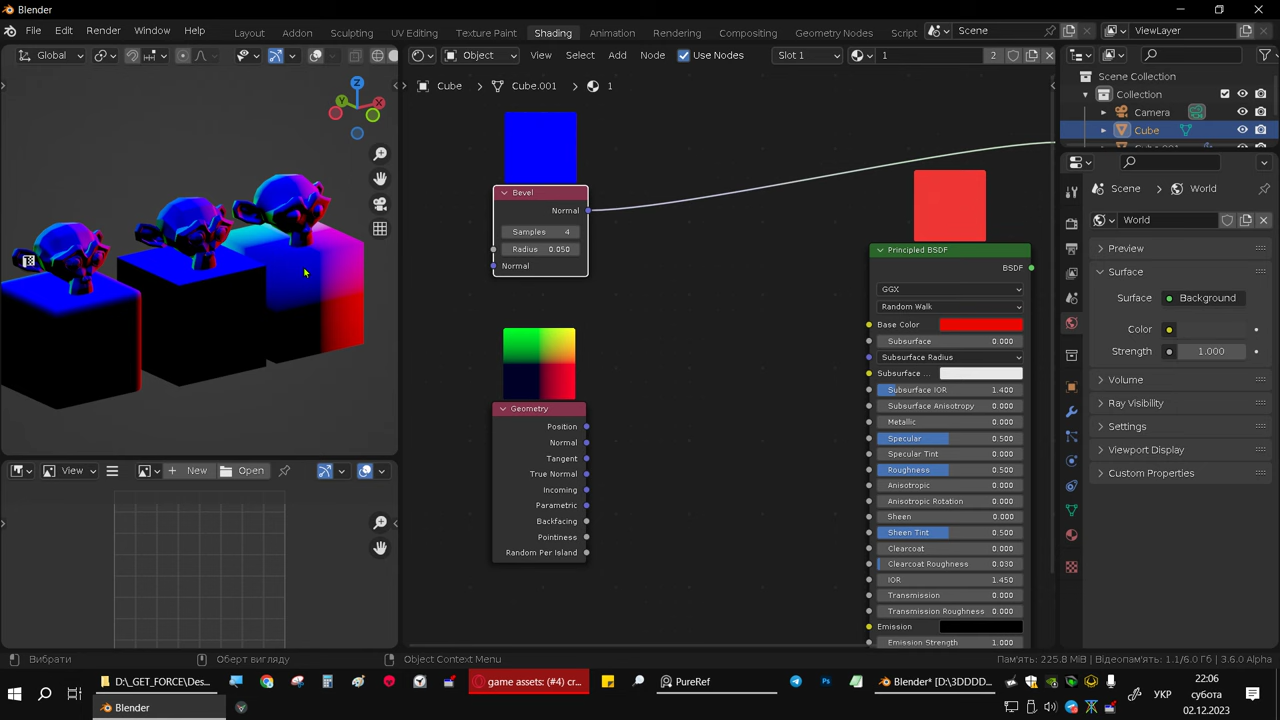 Blender
File Edit Render Window Help Layout Addon Sculpting UV Editing Texture Paint Shading Animation Rendering Compositing Geometry Nodes Script Scene ViewLayer
Global Object View Select Add Node Use Nodes Slot 1 1 2
Cube > Cube.001 > 1
Scene Collection
Collection
Camera
Cube
Z
X
Y
Bevel
Normal
Samples 4
Radius 0.050
Normal
Geometry
Position
Normal
Tangent
True Normal
Incoming
Parametric
Backfacing
Pointiness
Random Per Island
Principled BSDF
BSDF
GGX
Random Walk
Base Color
Subsurface 0.000
Subsurface Radius
Subsurface ...
Subsurface IOR 1.400
Subsurface Anisotropy 0.000
Metallic 0.000
Specular 0.500
Specular Tint 0.000
Roughness 0.500
Anisotropic 0.000
Anisotropic Rotation 0.000
Sheen 0.000
Sheen Tint 0.500
Clearcoat 0.000
Clearcoat Roughness 0.030
IOR 1.450
Transmission 0.000
Transmission Roughness 0.000
Emission
Emission Strength 1.000
Scene > World
World
Preview
Surface
Surface Background
Color
Strength 1.000
Volume
Ray Visibility
Settings
Viewport Display
Custom Properties
View New Open
Вибрати Оберт вигляду Object Context Menu Пам'ять: 225.8 MiB | Відеопам'ять: 1.1/6.0 Гб | 3.6.0 Alpha
D:\_GET_FORCE\Des... game assets: (#4) cr... PureRef Blender* [D:\3DDDD...
Blender
УКР
22:06
субота
02.12.2023